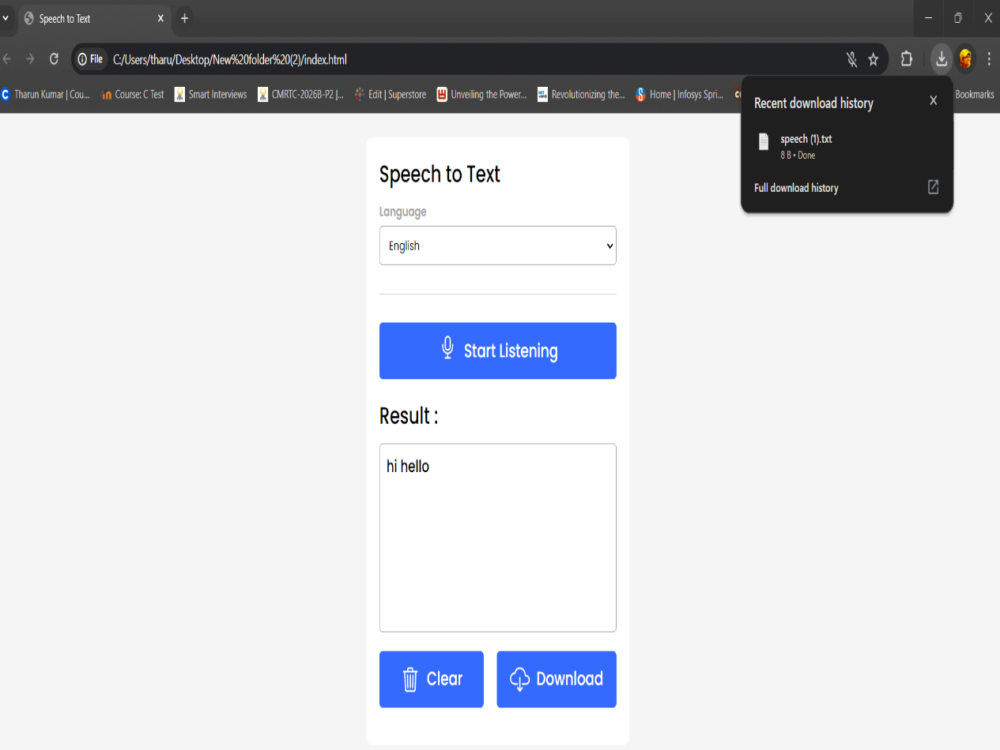 Speech to Text
File C:/Users/tharu/Desktop/New%20folder%20(2)/index.html
Tharun Kumar | Cou... Course: C Test Smart Interviews CMRTC-2026B-P2 |... Edit | Superstore Unveiling the Power... Revolutionizing the... Home | Infosys Spri... Bookmarks
Recent download history
speech (1).txt
8 B • Done
Full download history
Speech to Text
Language
English
Start Listening
Result :
hi hello
Clear Download